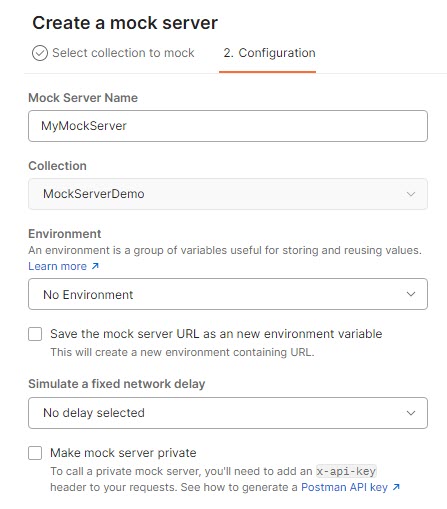 Create a mock server
Select collection to mock
2. Configuration
Mock Server Name
MyMockServer
Collection
MockServerDemo
Environment
An environment is a group of variables useful for storing and reusing values.
Learn more ↗
No Environment
Save the mock server URL as an new environment variable
This will create a new environment containing URL.
Simulate a fixed network delay
No delay selected
Make mock server private
To call a private mock server, you'll need to add an x-api-key
header to your requests. See how to generate a Postman API key ↗